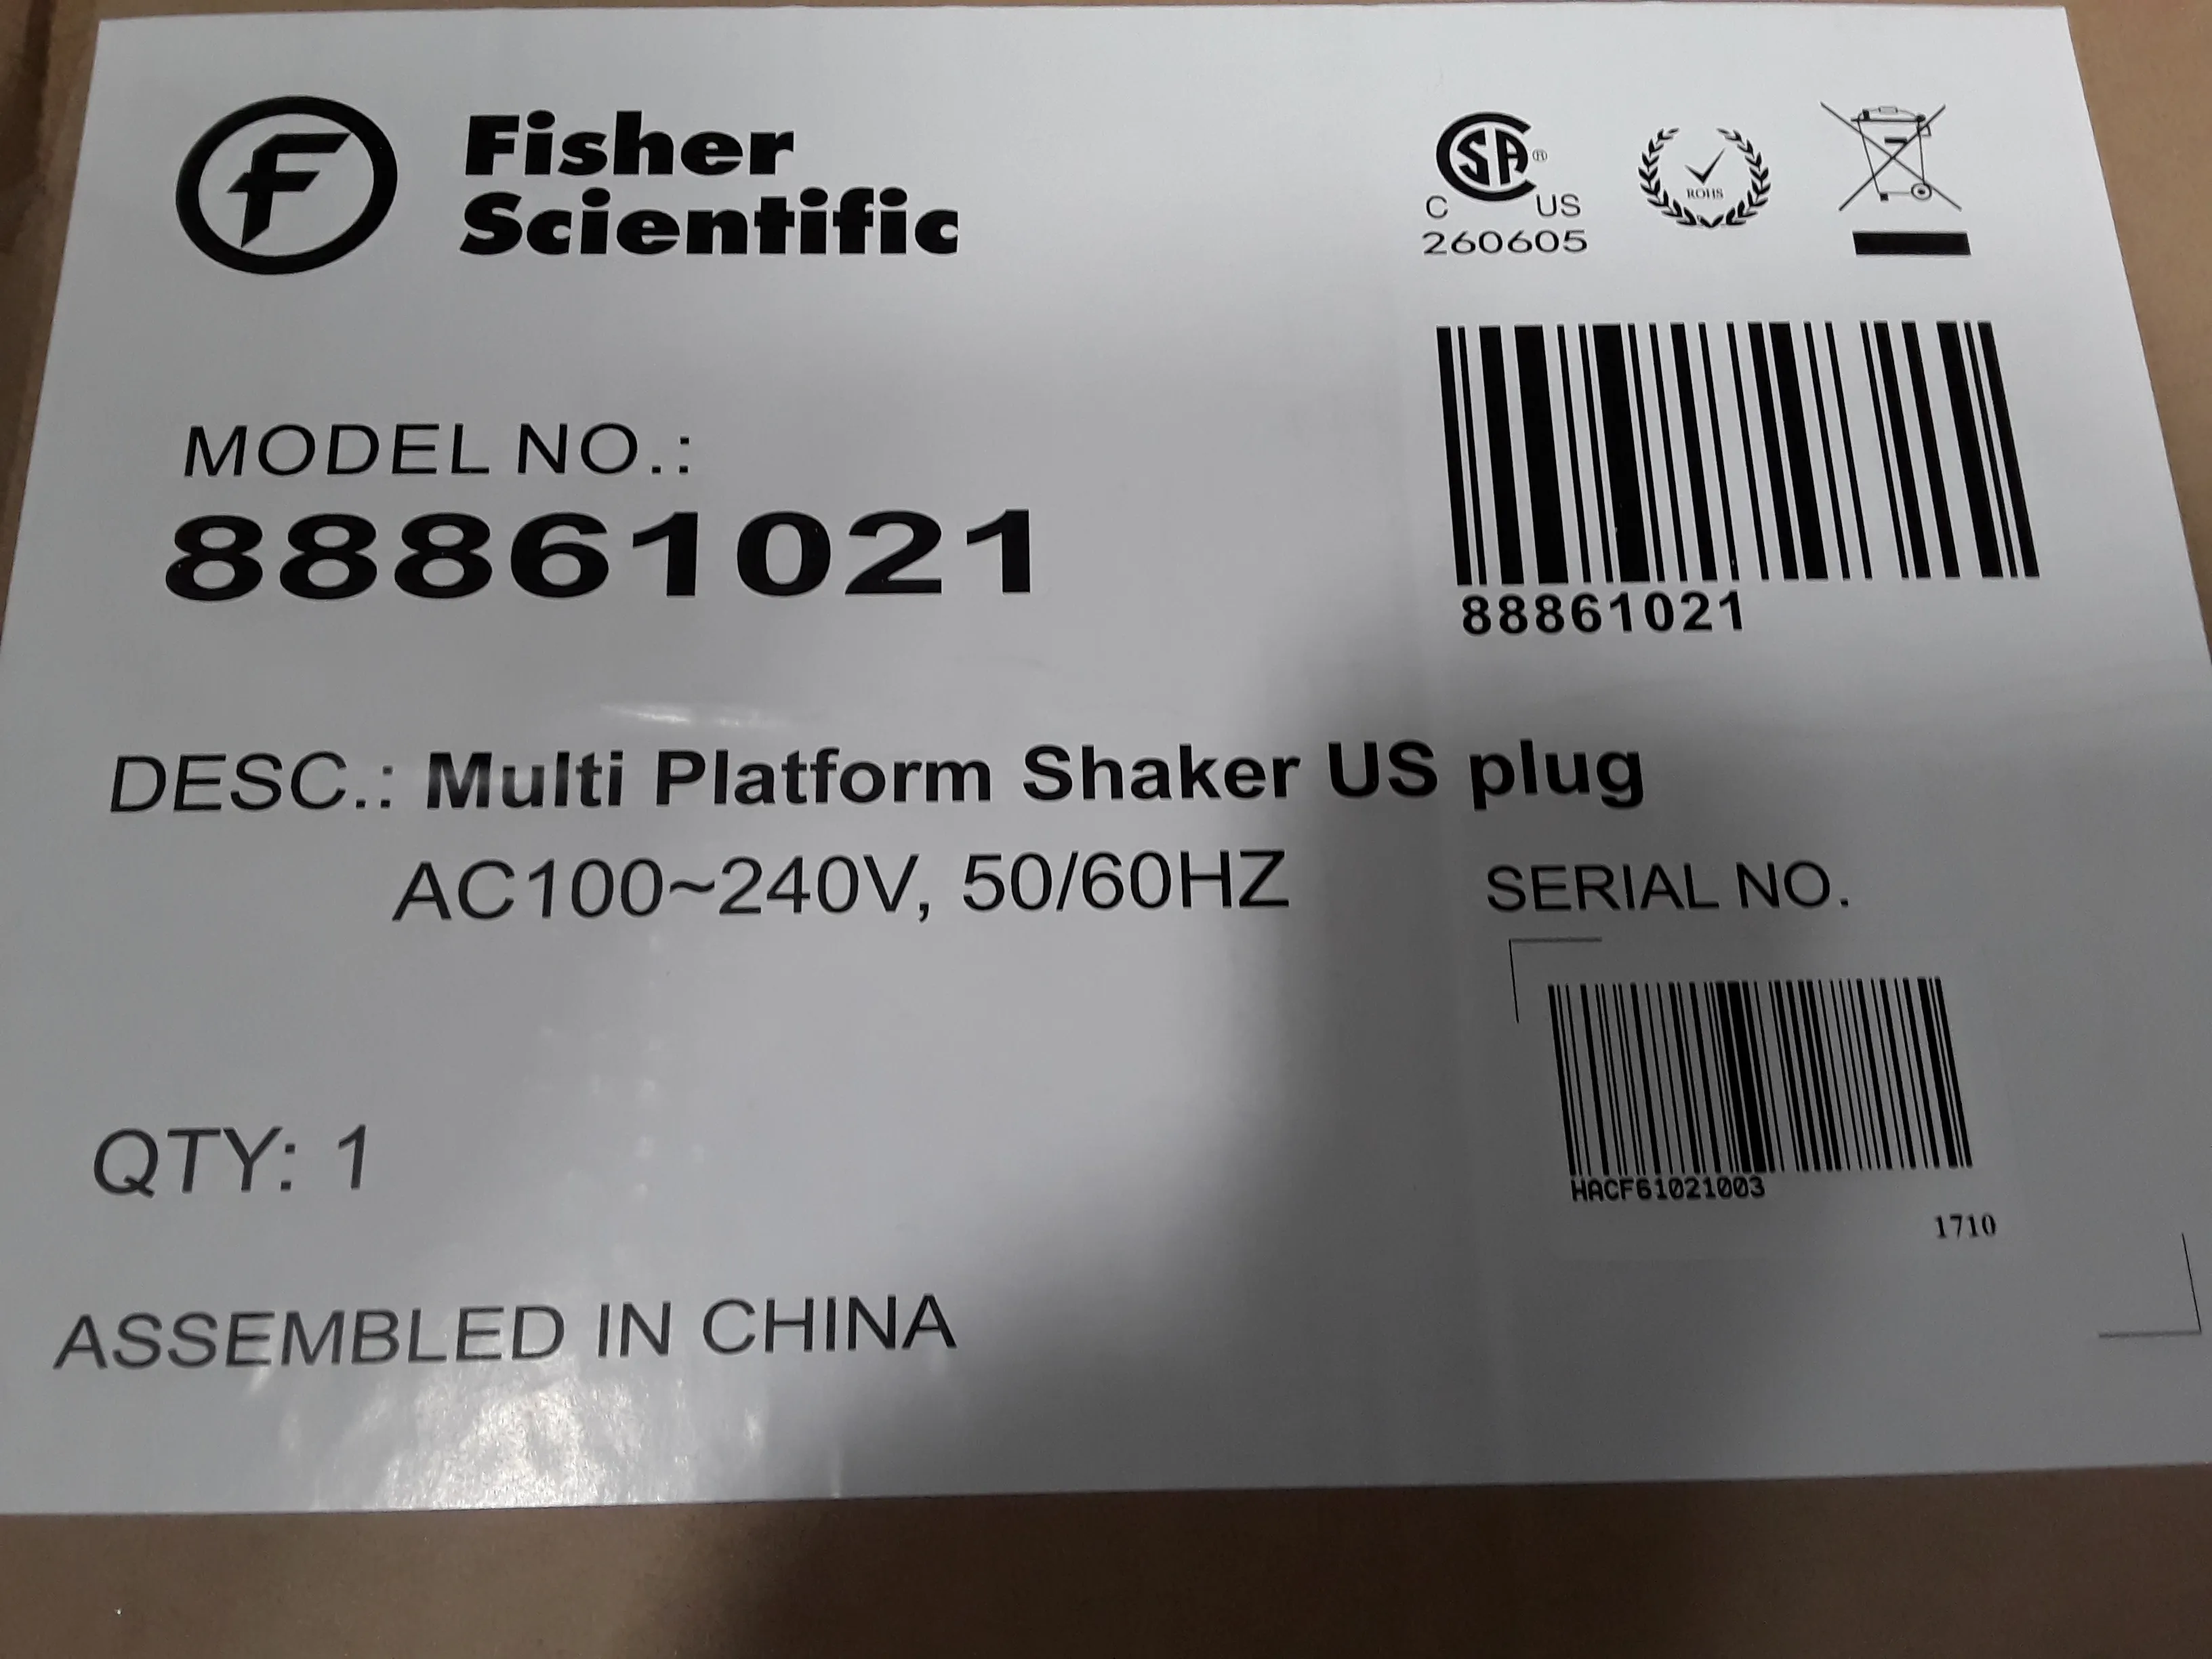 Fisher
Scientific
C SA® US
260605
ROHS
MODEL NO.:
88861021
88861021
DESC.: Multi Platform Shaker US plug
AC100~240V, 50/60HZ
SERIAL NO.
HACF61021003
1710
QTY: 1
ASSEMBLED IN CHINA